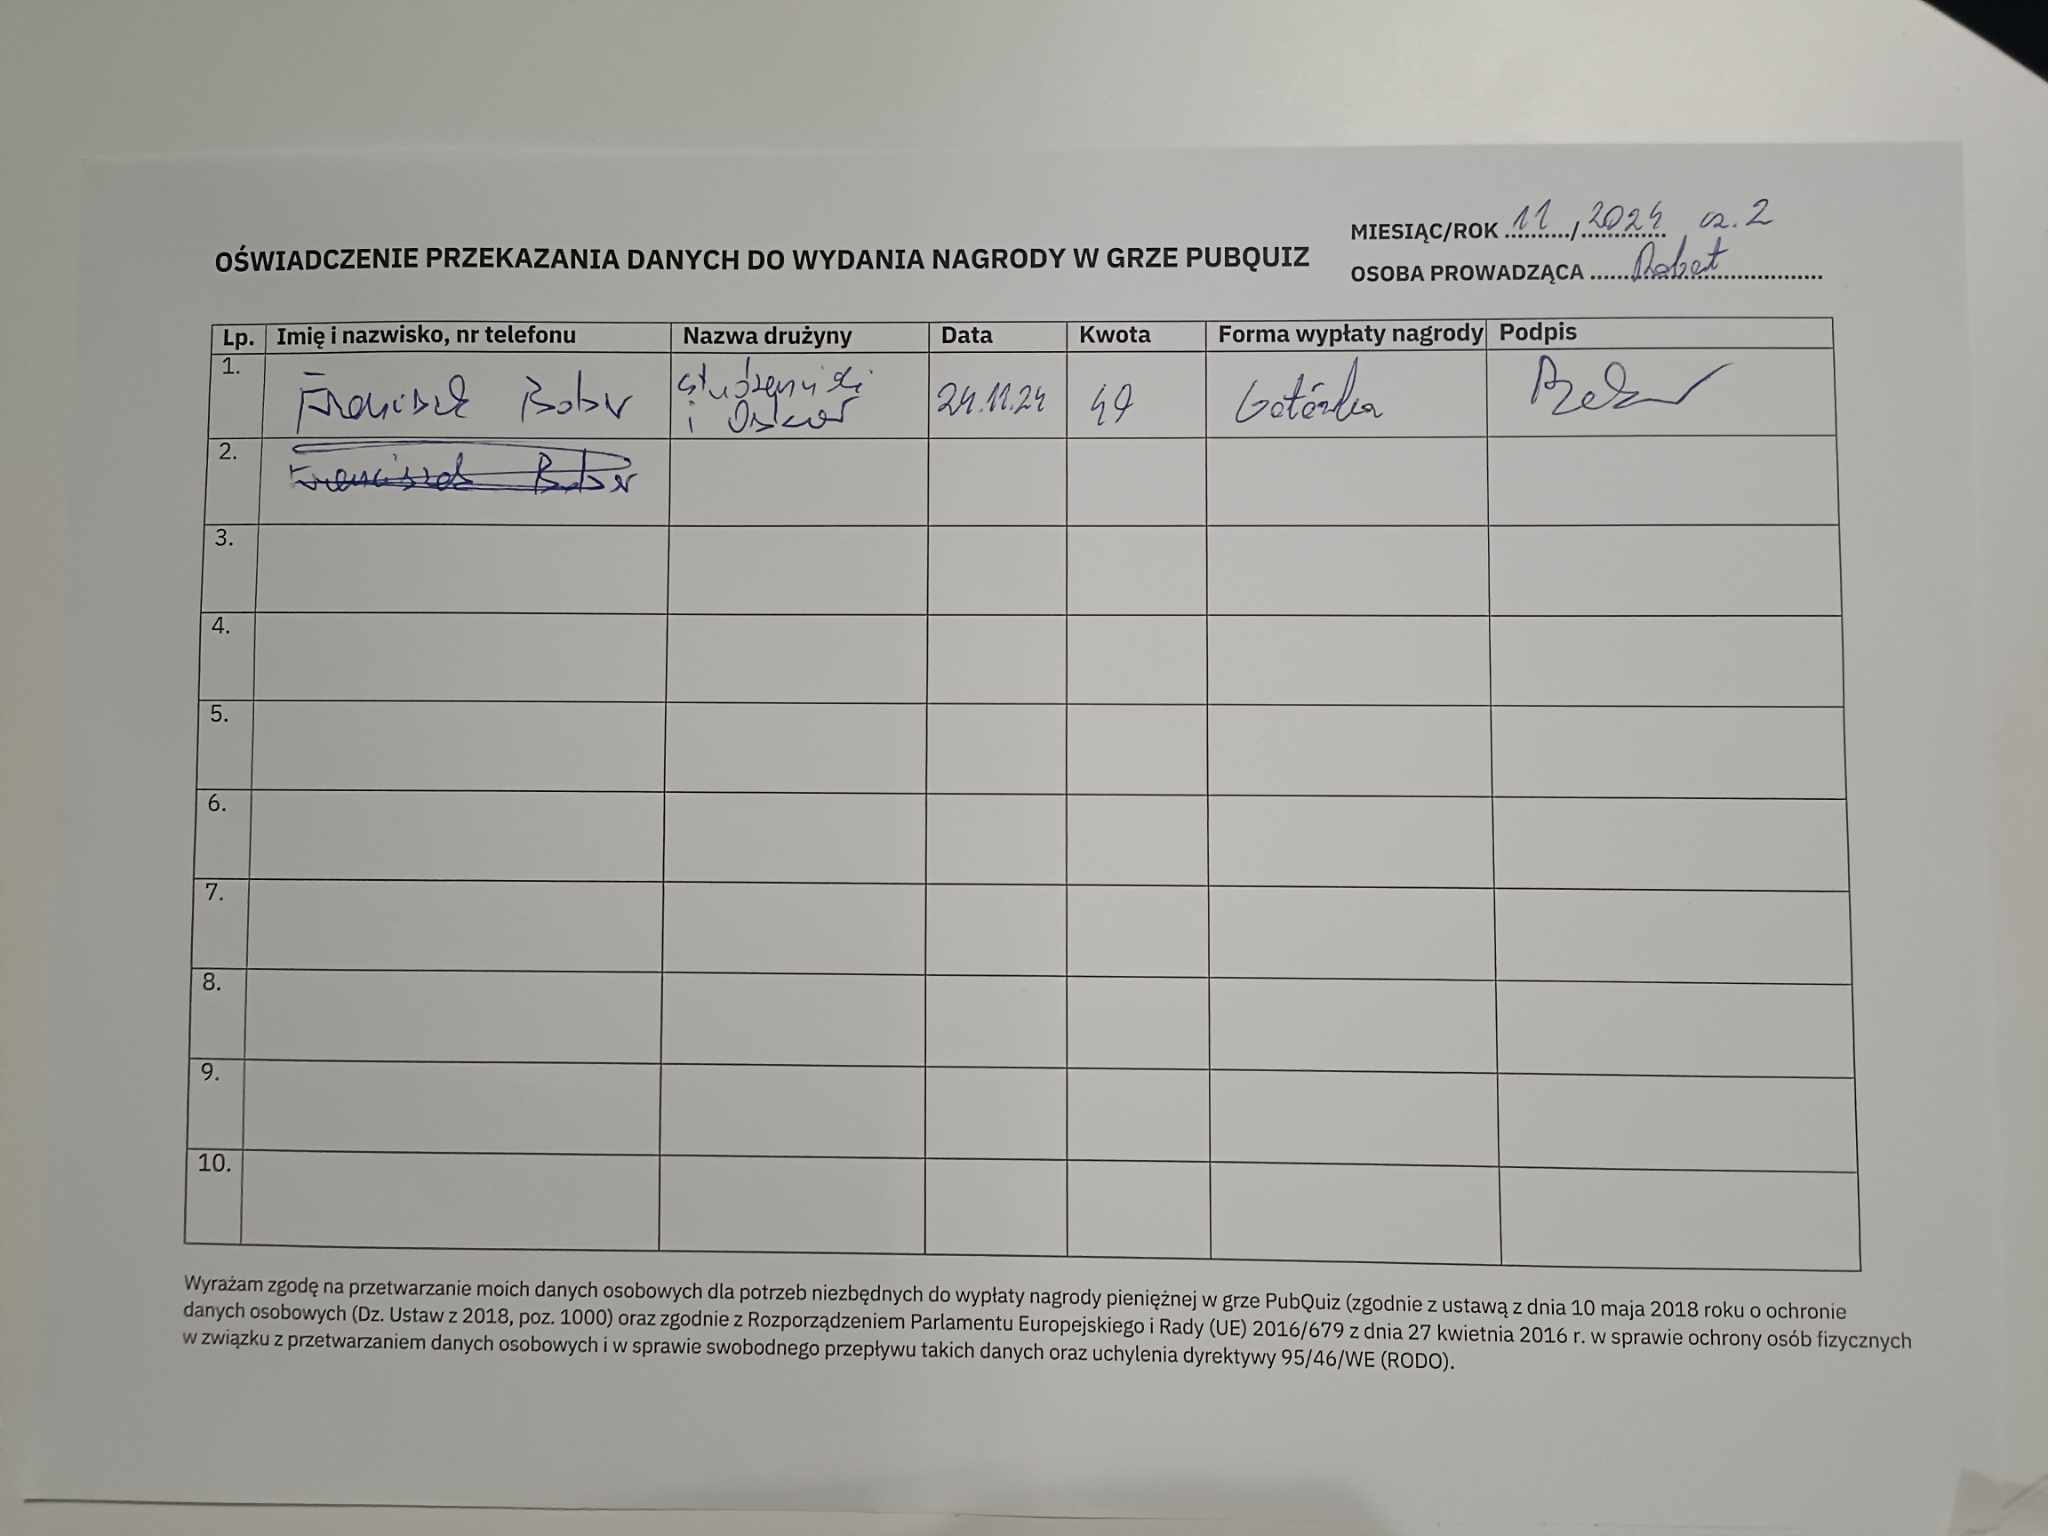 MIESIĄC/ROK 11/2024 cz. 2
OŚWIADCZENIE PRZEKAZANIA DANYCH DO WYDANIA NAGRODY W GRZE PUBQUIZ
OSOBA PROWADZĄCA Robert
Lp. Imię i nazwisko, nr telefonu Nazwa drużyny Data Kwota Forma wypłaty nagrody Podpis
1. Franciszek Bobr i Oskar 24.11.24 Gotówka
2. Franciszek Bobr
3.
4.
5.
6.
7.
8.
9.
10.
Wyrażam zgodę na przetwarzanie moich danych osobowych dla potrzeb niezbędnych do wypłaty nagrody pieniężnej w grze PubQuiz (zgodnie z ustawą z dnia 10 maja 2018 roku o ochronie
danych osobowych (Dz. Ustaw z 2018, poz. 1000) oraz zgodnie z Rozporządzeniem Parlamentu Europejskiego i Rady (UE) 2016/679 z dnia 27 kwietnia 2016 r. w sprawie ochrony osób fizycznych
w związku z przetwarzaniem danych osobowych i w sprawie swobodnego przepływu takich danych oraz uchylenia dyrektywy 95/46/WE (RODO).